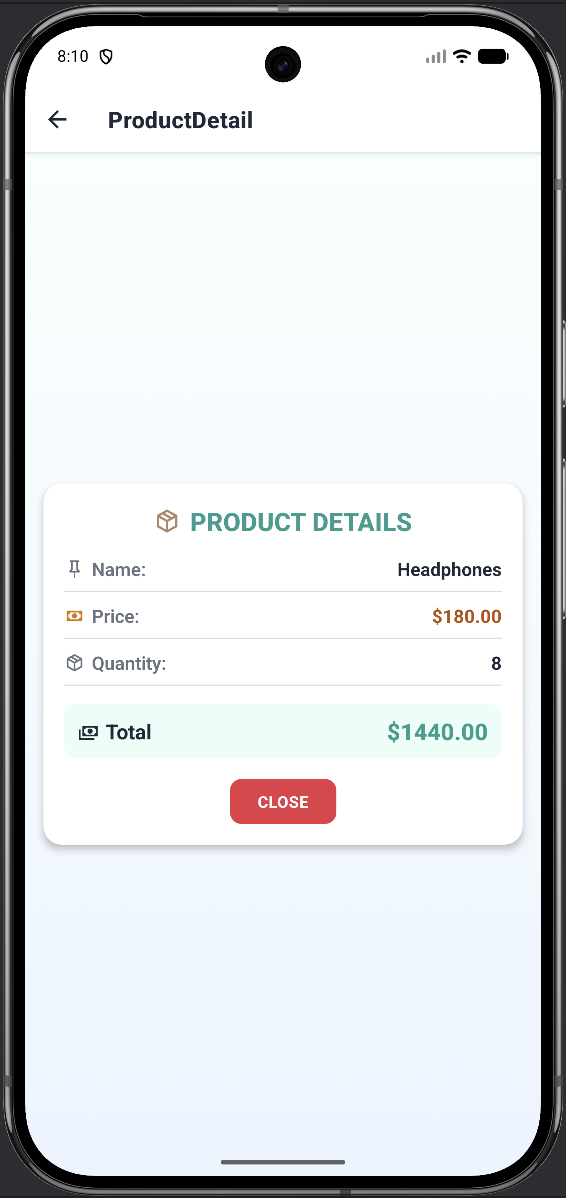 8:10
ProductDetail
PRODUCT DETAILS
Name: Headphones
Price: $180.00
Quantity: 8
Total $1440.00
CLOSE